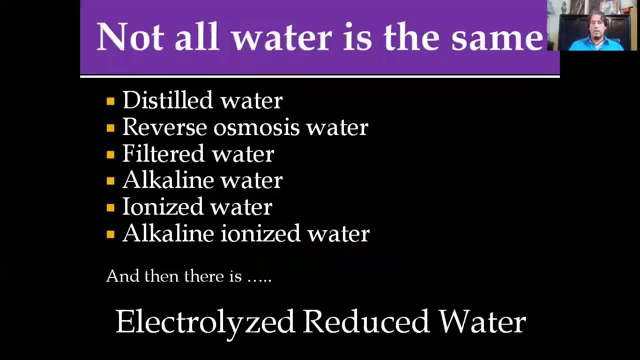 Not all water is the same
Distilled water
Reverse osmosis water
Filtered water
Alkaline water
Ionized water
Alkaline ionized water
And then there is …..
Electrolyzed Reduced Water